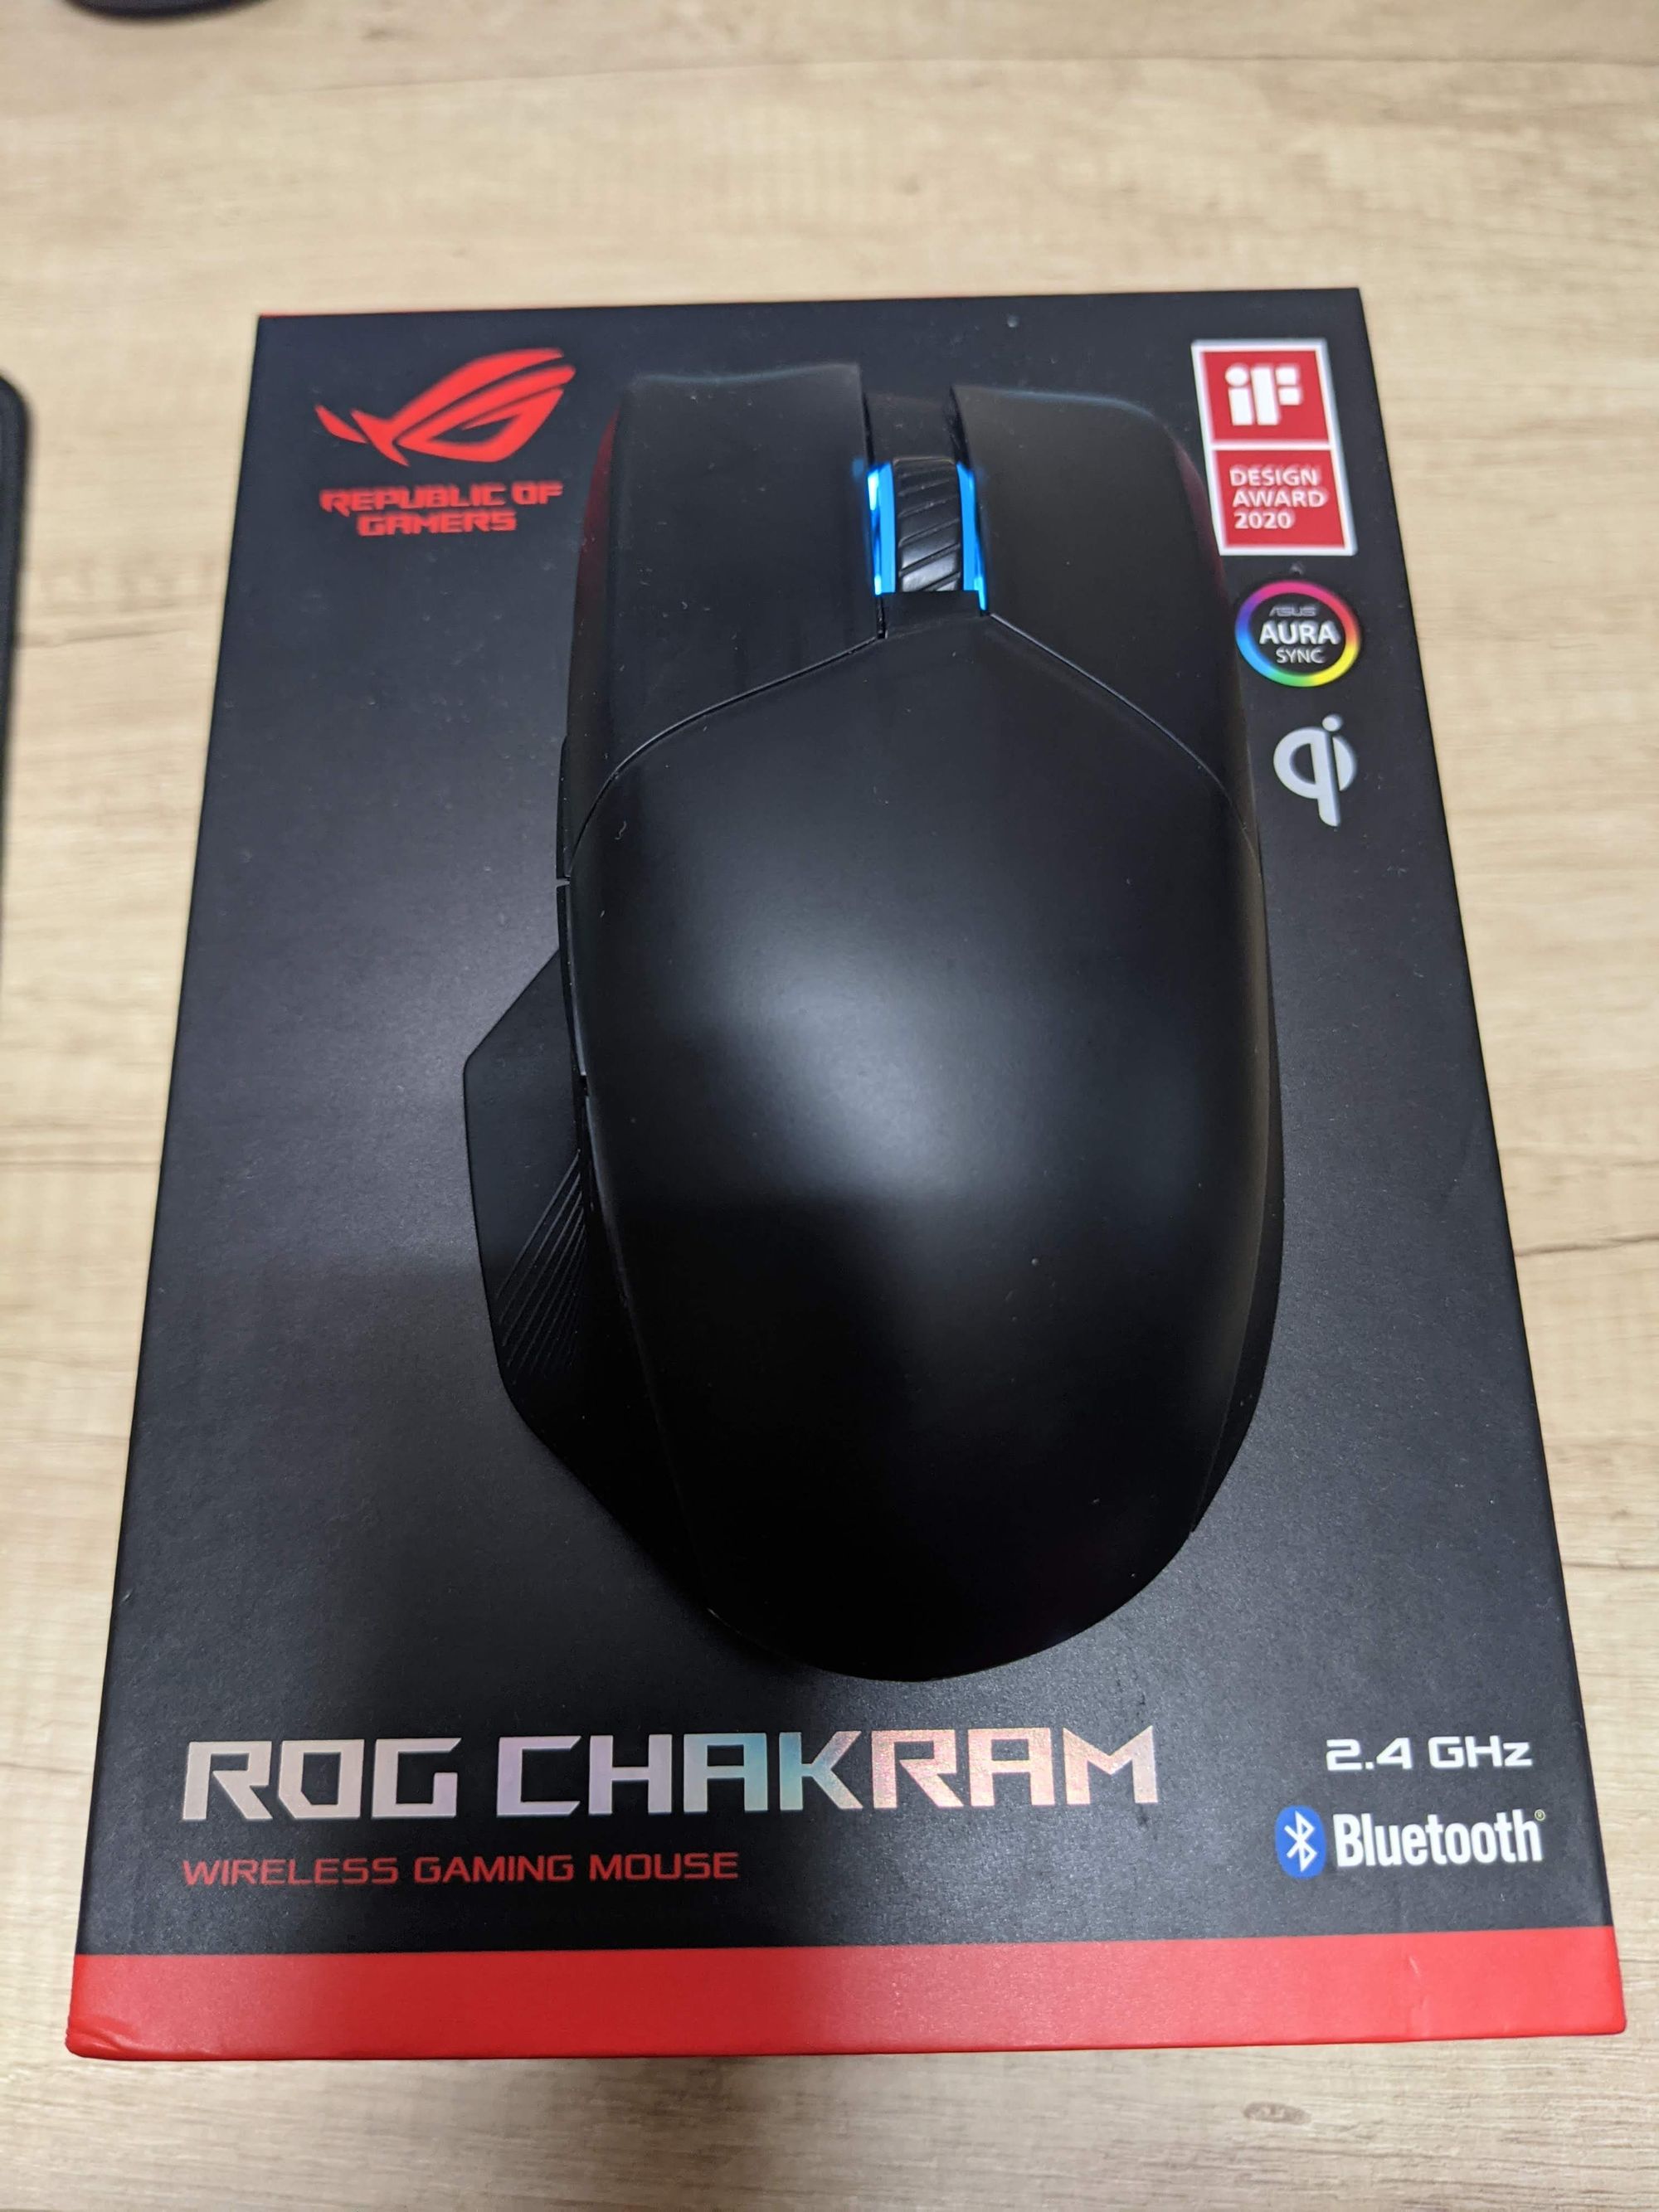 REPUBLIC OF
GAMERS
iF
DESIGN
AWARD
2020
ASUS
AURA
SYNC
qi
ROG CHAKRAM
WIRELESS GAMING MOUSE
2.4 GHz
Bluetooth®